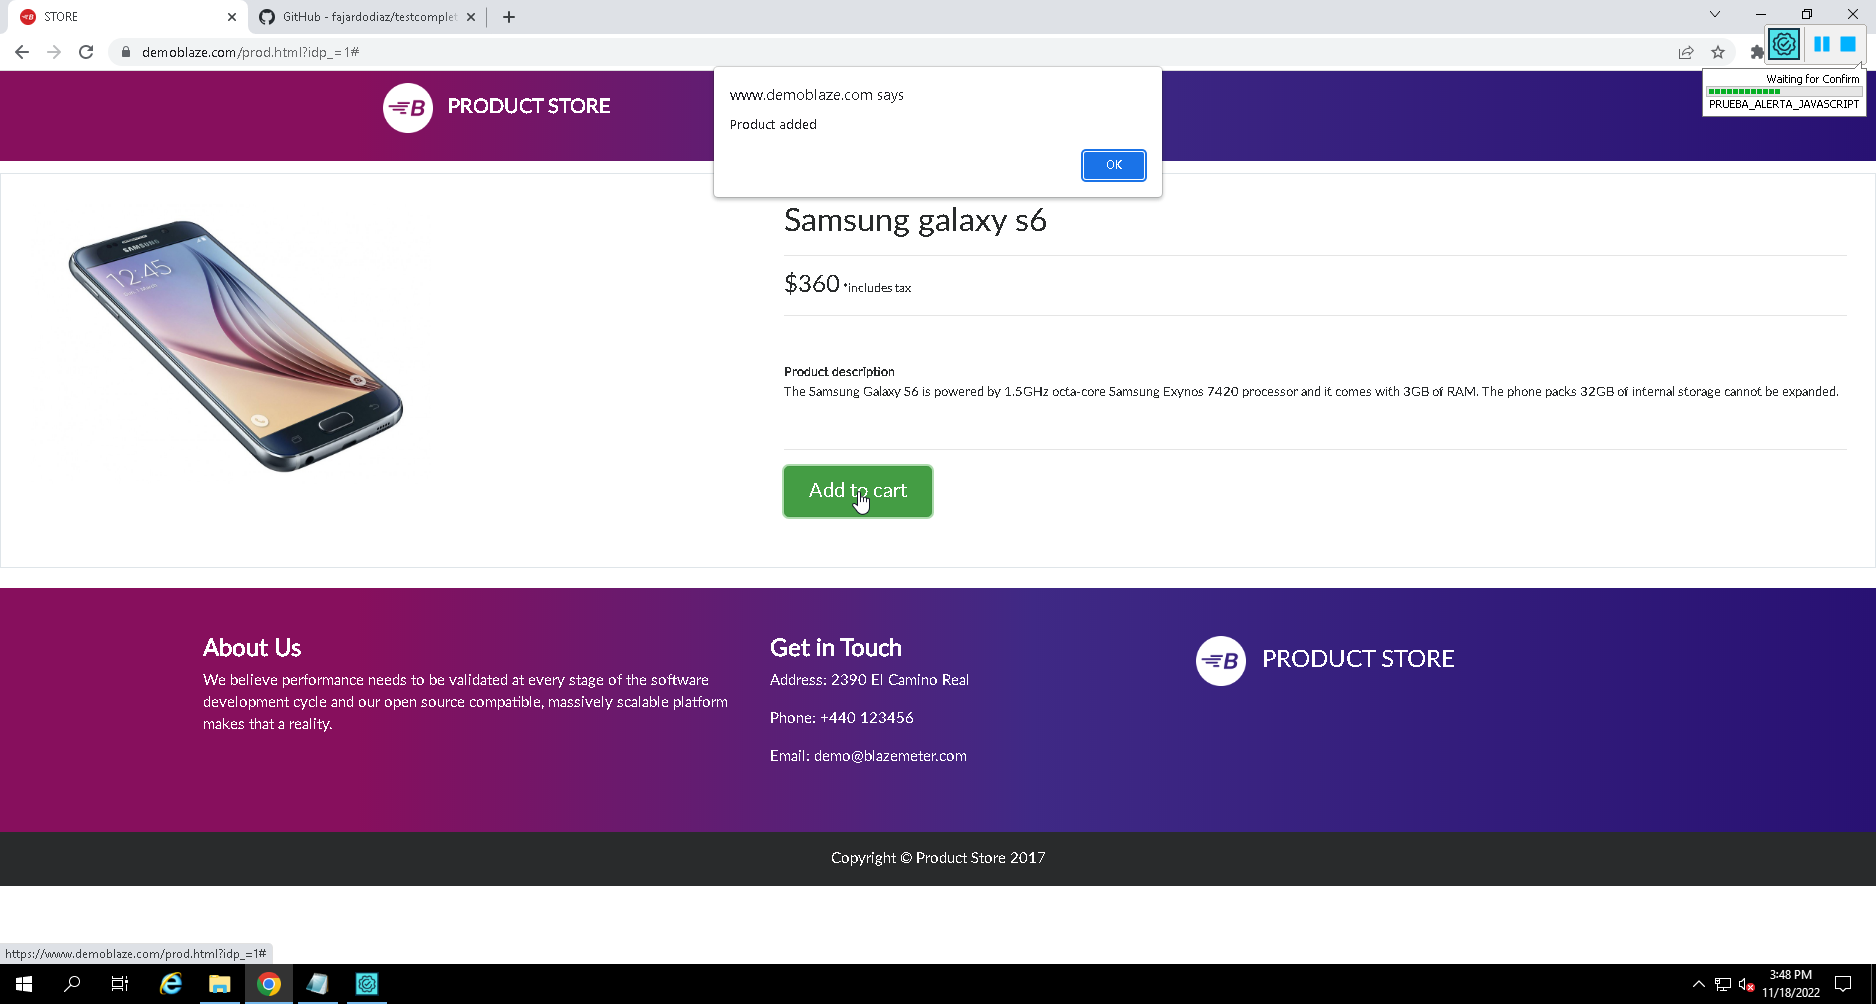 STORE
GitHub - fajardodiaz/testcomplet
demoblaze.com/prod.html?idp_=1#
Waiting for Confirm
PRUEBA_ALERTA_JAVASCRIPT
B PRODUCT STORE
www.demoblaze.com says
Product added
OK
SAMSUNG
12:45
Samsung galaxy s6
$360 *includes tax
Product description
The Samsung Galaxy S6 is powered by 1.5GHz octa-core Samsung Exynos 7420 processor and it comes with 3GB of RAM. The phone packs 32GB of internal storage cannot be expanded.
Add to cart
About Us
We believe performance needs to be validated at every stage of the software
development cycle and our open source compatible, massively scalable platform
makes that a reality.
Get in Touch
Address: 2390 El Camino Real
Phone: +440 123456
Email: demo@blazemeter.com
B PRODUCT STORE
Copyright © Product Store 2017
https://www.demoblaze.com/prod.html?idp_=1#
3:48 PM
11/18/2022